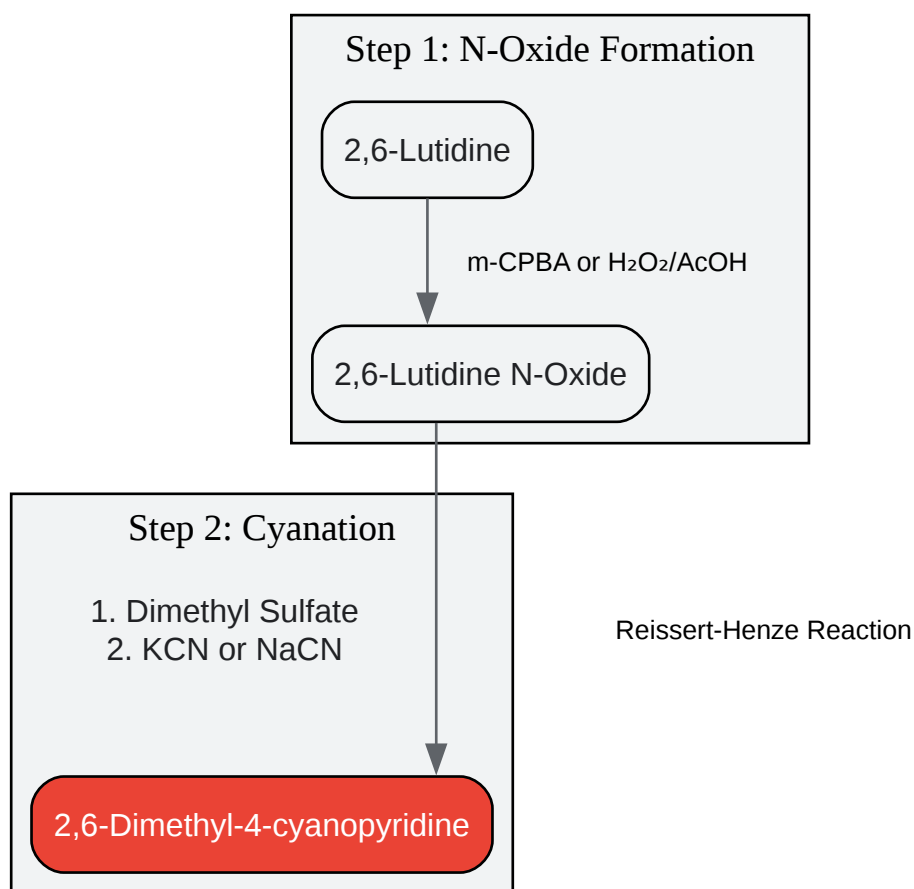 Step 1: N-Oxide Formation
2,6-Lutidine
m-CPBA or H₂O₂/AcOH
2,6-Lutidine N-Oxide
Step 2: Cyanation
1. Dimethyl Sulfate
2. KCN or NaCN
Reissert-Henze Reaction
2,6-Dimethyl-4-cyanopyridine